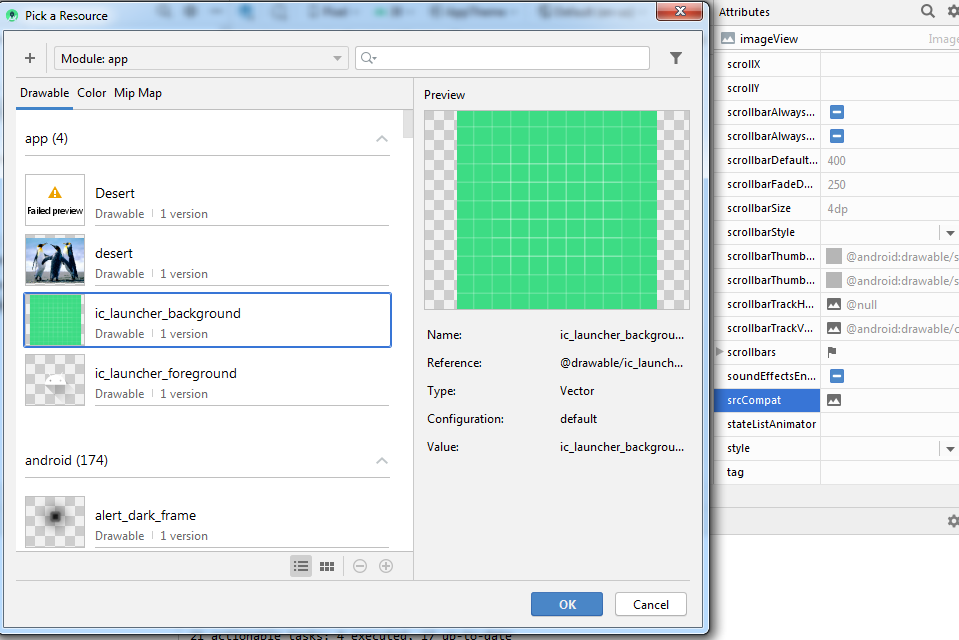 Pick a Resource
Module: app
Drawable Color Mip Map
app (4)
Failed preview
Desert
Drawable 1 version
desert
Drawable 1 version
ic_launcher_background
Drawable 1 version
ic_launcher_foreground
Drawable 1 version
android (174)
alert_dark_frame
Drawable 1 version
Preview
Name: ic_launcher_backgrou...
Reference: @drawable/ic_launch...
Type: Vector
Configuration: default
Value: ic_launcher_backgrou...
OK Cancel
Attributes
imageView Image
scrollX
scrollY
scrollbarAlways...
scrollbarAlways...
scrollbarDefault... 400
scrollbarFadeD... 250
scrollbarSize 4dp
scrollbarStyle
scrollbarThumb... @android:drawable/s
scrollbarThumb... @android:drawable/s
scrollbarTrackH... @null
scrollbarTrackV... @android:drawable/c
scrollbars
soundEffectsEn...
srcCompat
stateListAnimator
style
tag
21 actionable tasks: 4 executed, 17 up-to-date